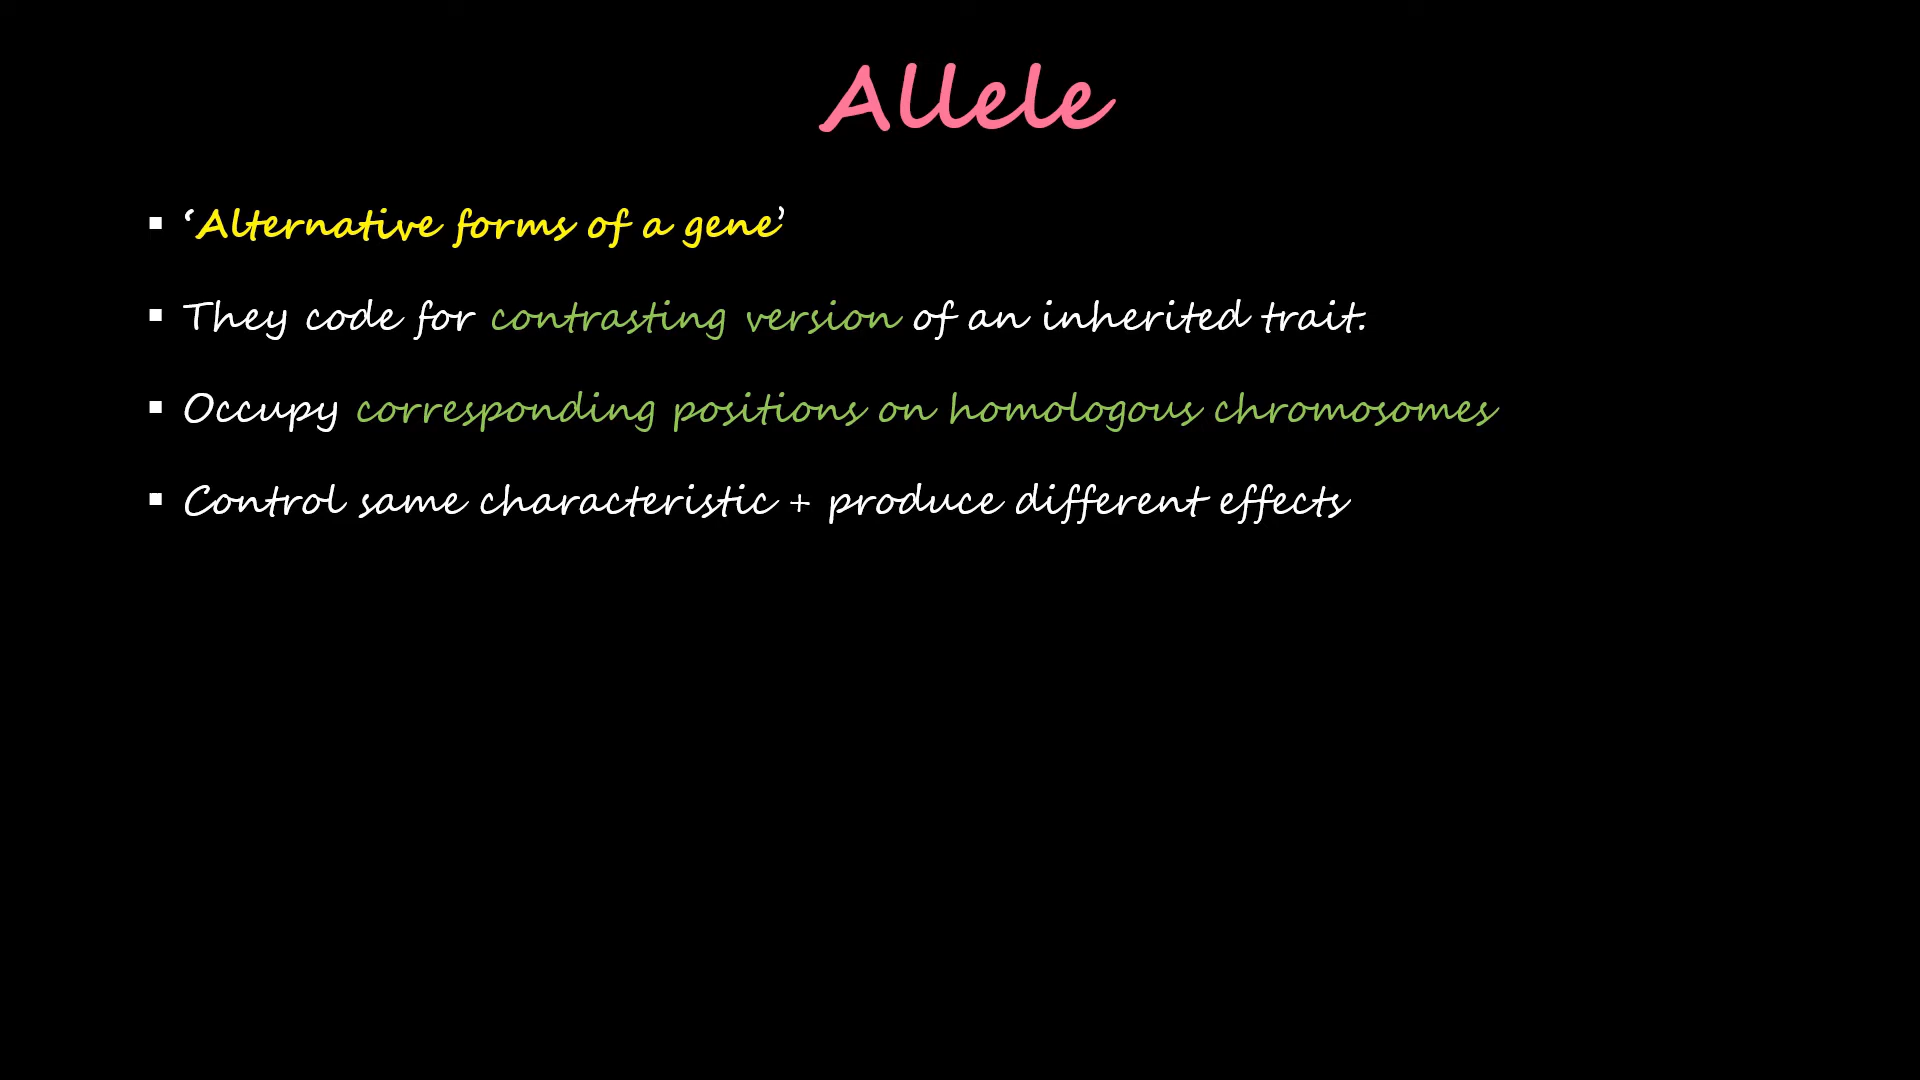 Allele
▪ ‘Alternative forms of a gene’
▪ They code for contrasting version of an inherited trait.
▪ Occupy corresponding positions on homologous chromosomes
▪ Control same characteristic + produce different effects